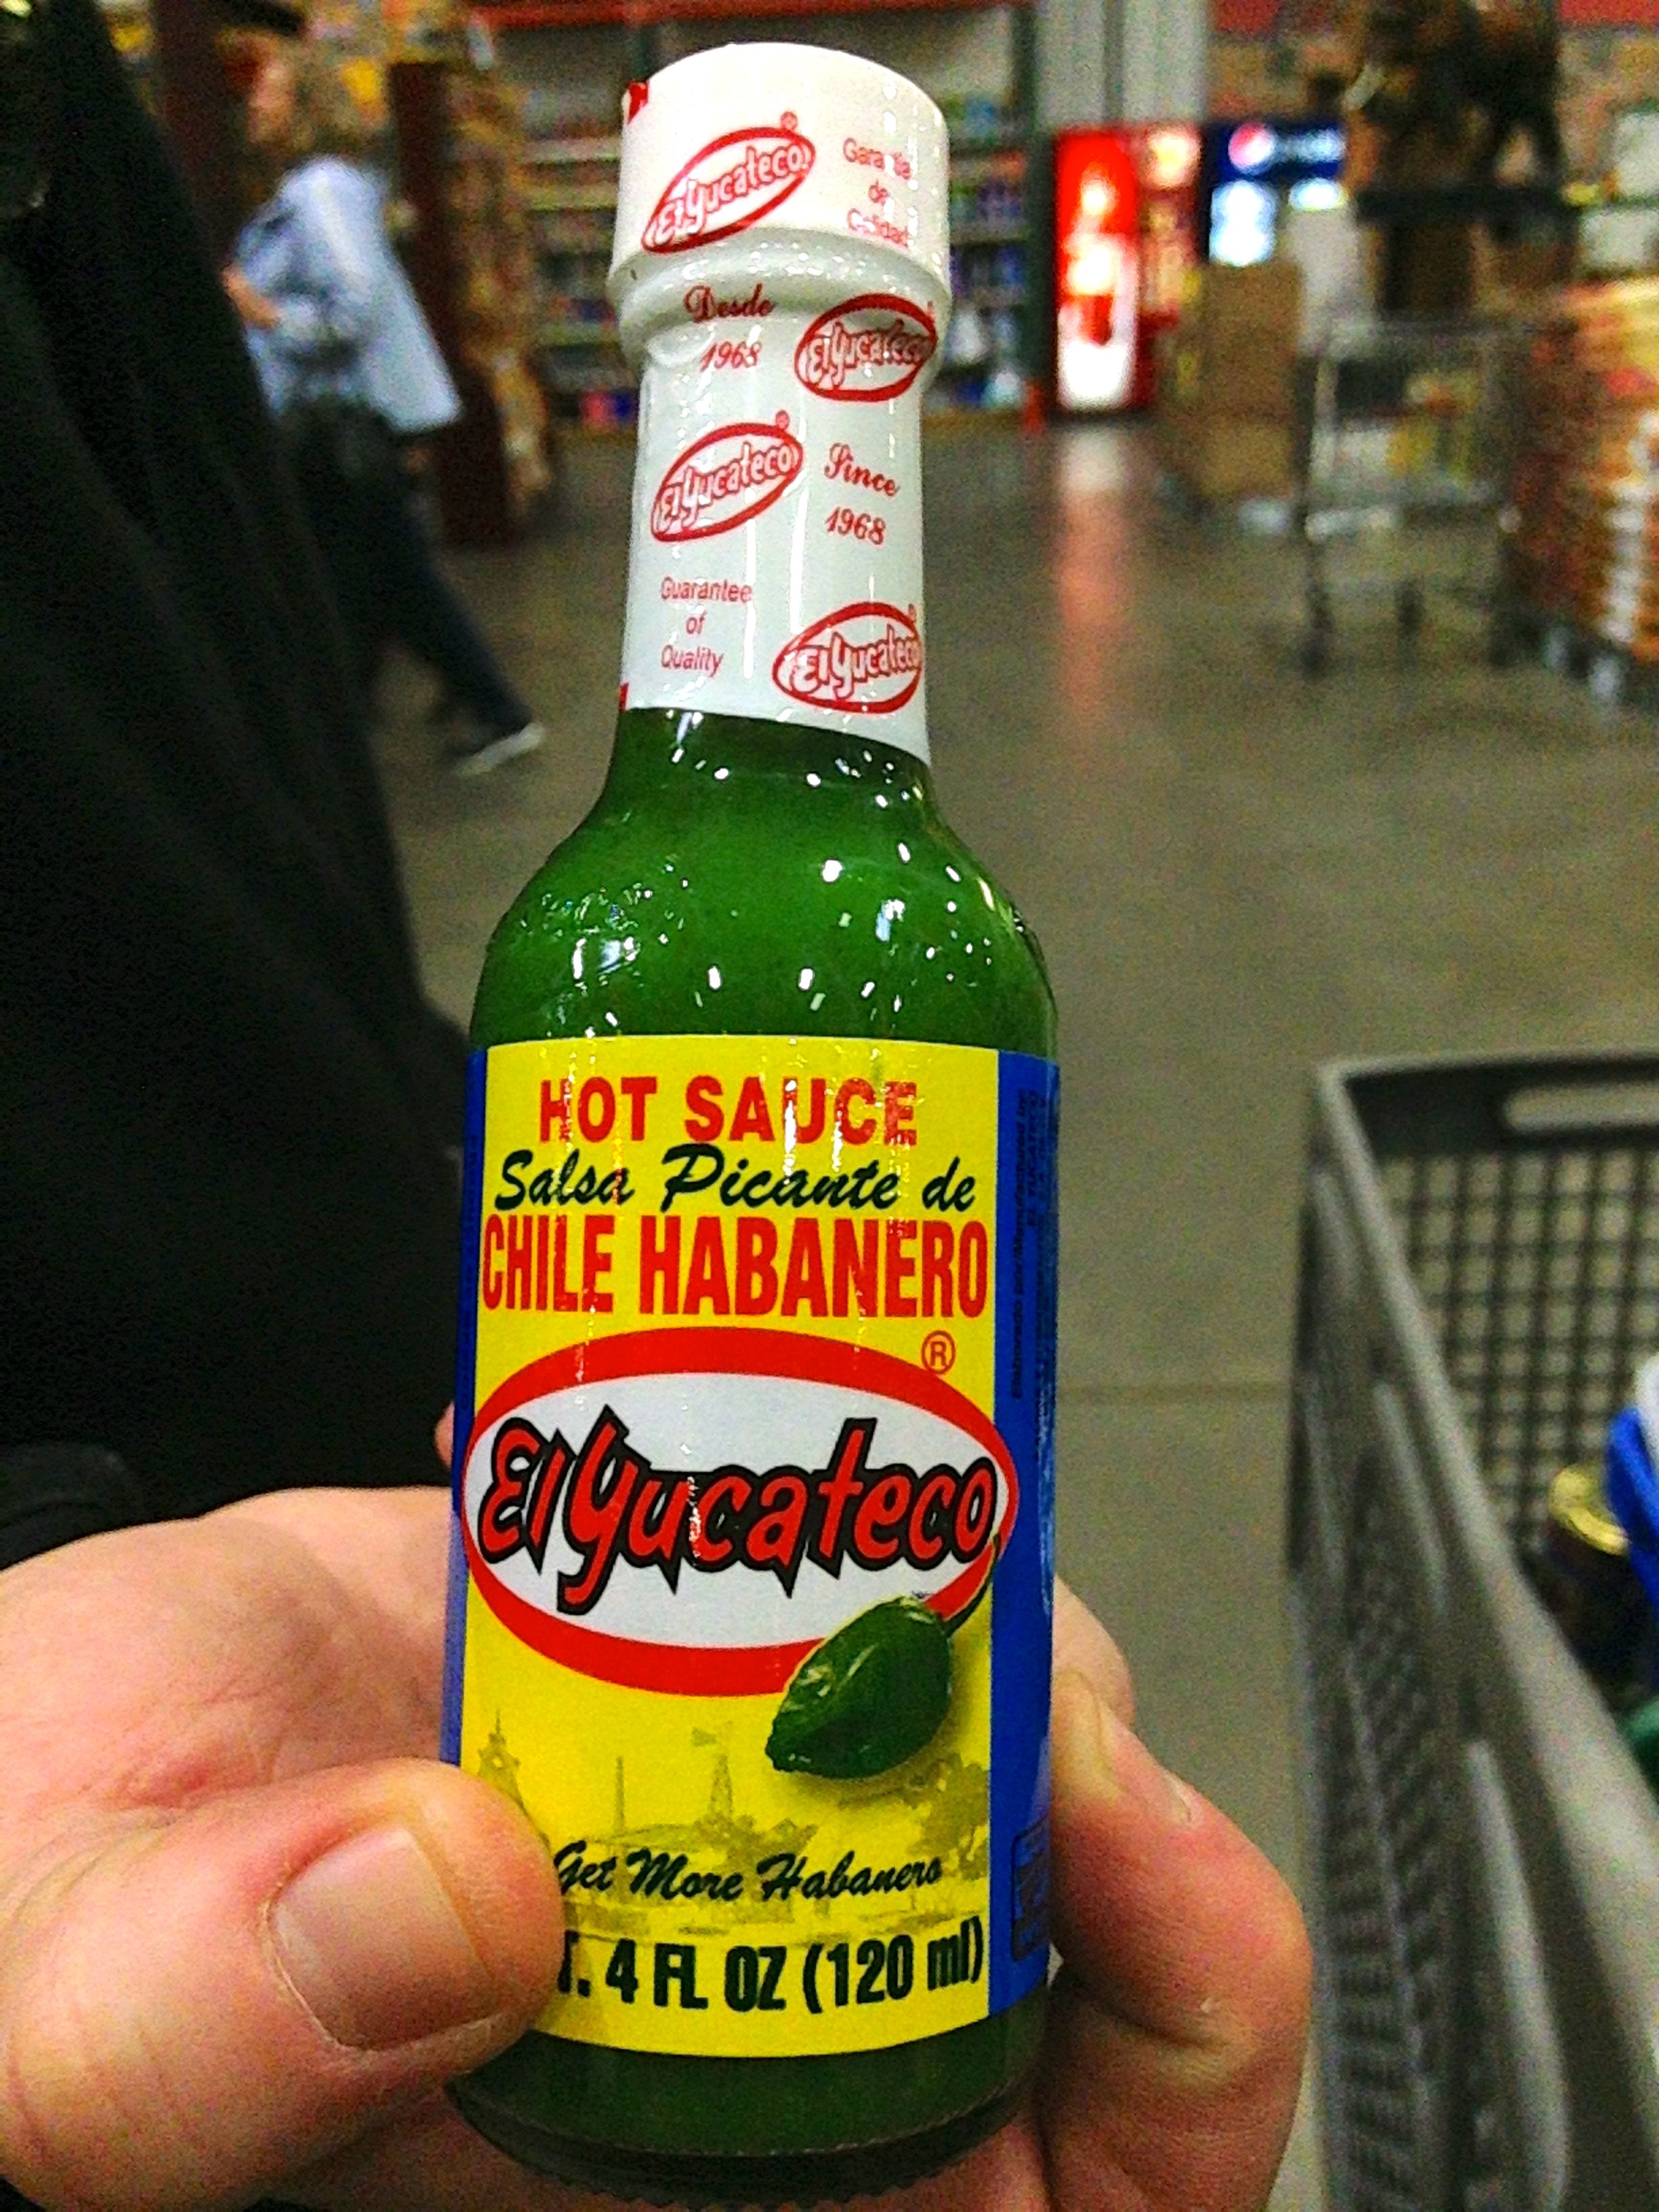 El Yucateco ®
Garantía
de
Calidad
Desde
1968
El Yucateco
El Yucateco ®
Since
1968
Guarantee
of
Quality
El Yucateco
HOT SAUCE
Salsa Picante de
CHILE HABANERO
®
El Yucateco
Get More Habanero
T. 4 FL OZ (120 ml)